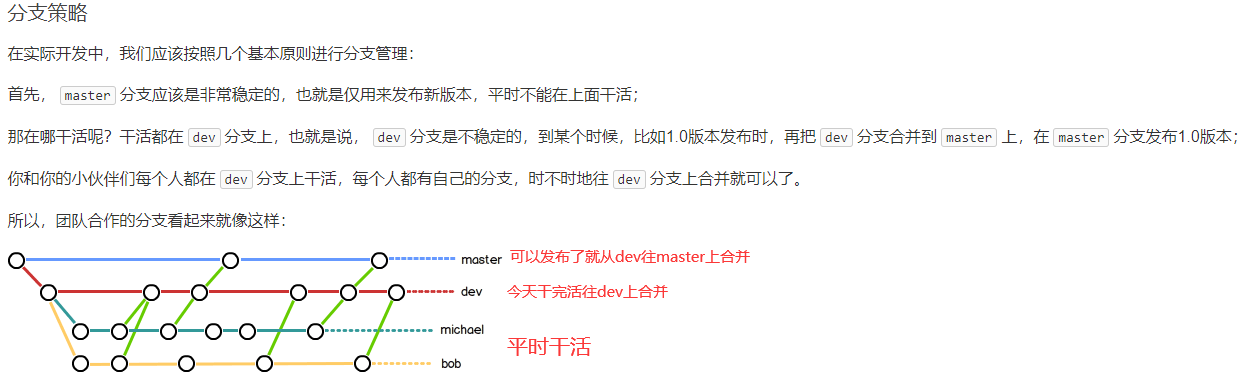 分支策略
在实际开发中，我们应该按照几个基本原则进行分支管理：
首先， master 分支应该是非常稳定的，也就是仅用来发布新版本，平时不能在上面干活；
那在哪干活呢？干活都在 dev 分支上，也就是说， dev 分支是不稳定的，到某个时候，比如1.0版本发布时，再把 dev 分支合并到 master 上，在 master 分支发布1.0版本；
你和你的小伙伴们每个人都在 dev 分支上干活，每个人都有自己的分支，时不时地往 dev 分支上合并就可以了。
所以，团队合作的分支看起来就像这样：
master 可以发布了就从dev往master上合并
dev 今天干完活往dev上合并
michael
平时干活
bob